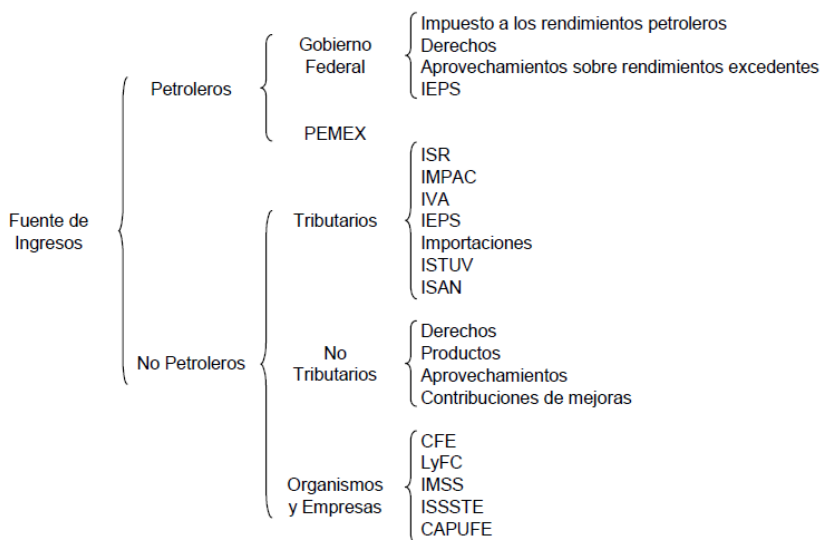 Fuente de
Ingresos
Petroleros
Gobierno
Federal
Impuesto a los rendimientos petroleros
Derechos
Aprovechamientos sobre rendimientos excedentes
IEPS
PEMEX
No Petroleros
Tributarios
ISR
IMPAC
IVA
IEPS
Importaciones
ISTUV
ISAN
No
Tributarios
Derechos
Productos
Aprovechamientos
Contribuciones de mejoras
Organismos
y Empresas
CFE
LyFC
IMSS
ISSSTE
CAPUFE